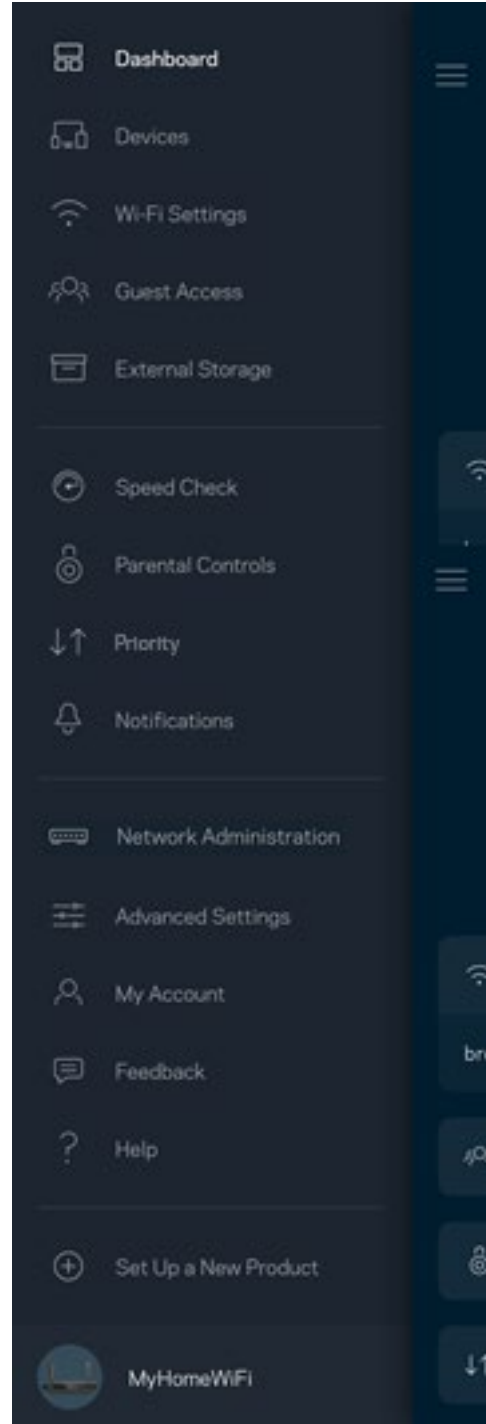 Dashboard
Devices
Wi-Fi Settings
Guest Access
External Storage
Speed Check
Parental Controls
Priority
Notifications
Network Administration
Advanced Settings
My Account
Feedback
Help
Set Up a New Product
MyHomeWiFi